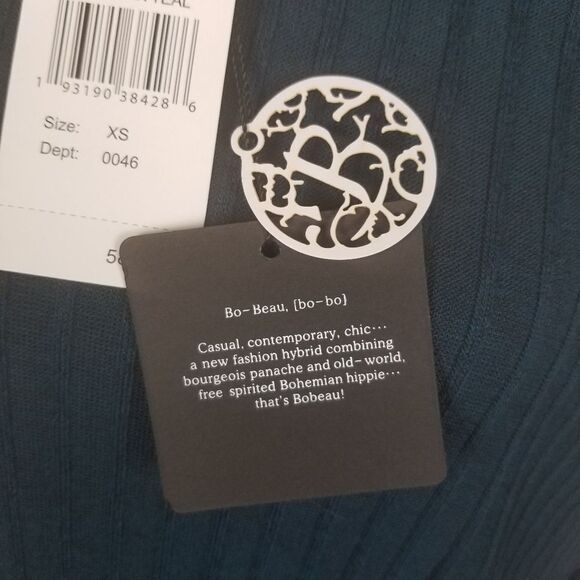 TEAL
1 93190 38428 6
Size: XS
Dept: 0046
Bo-Beau, [bo-bo}
Casual, contemporary, chic···
a new fashion hybrid combining
bourgeois panache and old-world,
free spirited Bohemian hippie···
that's Bobeau!